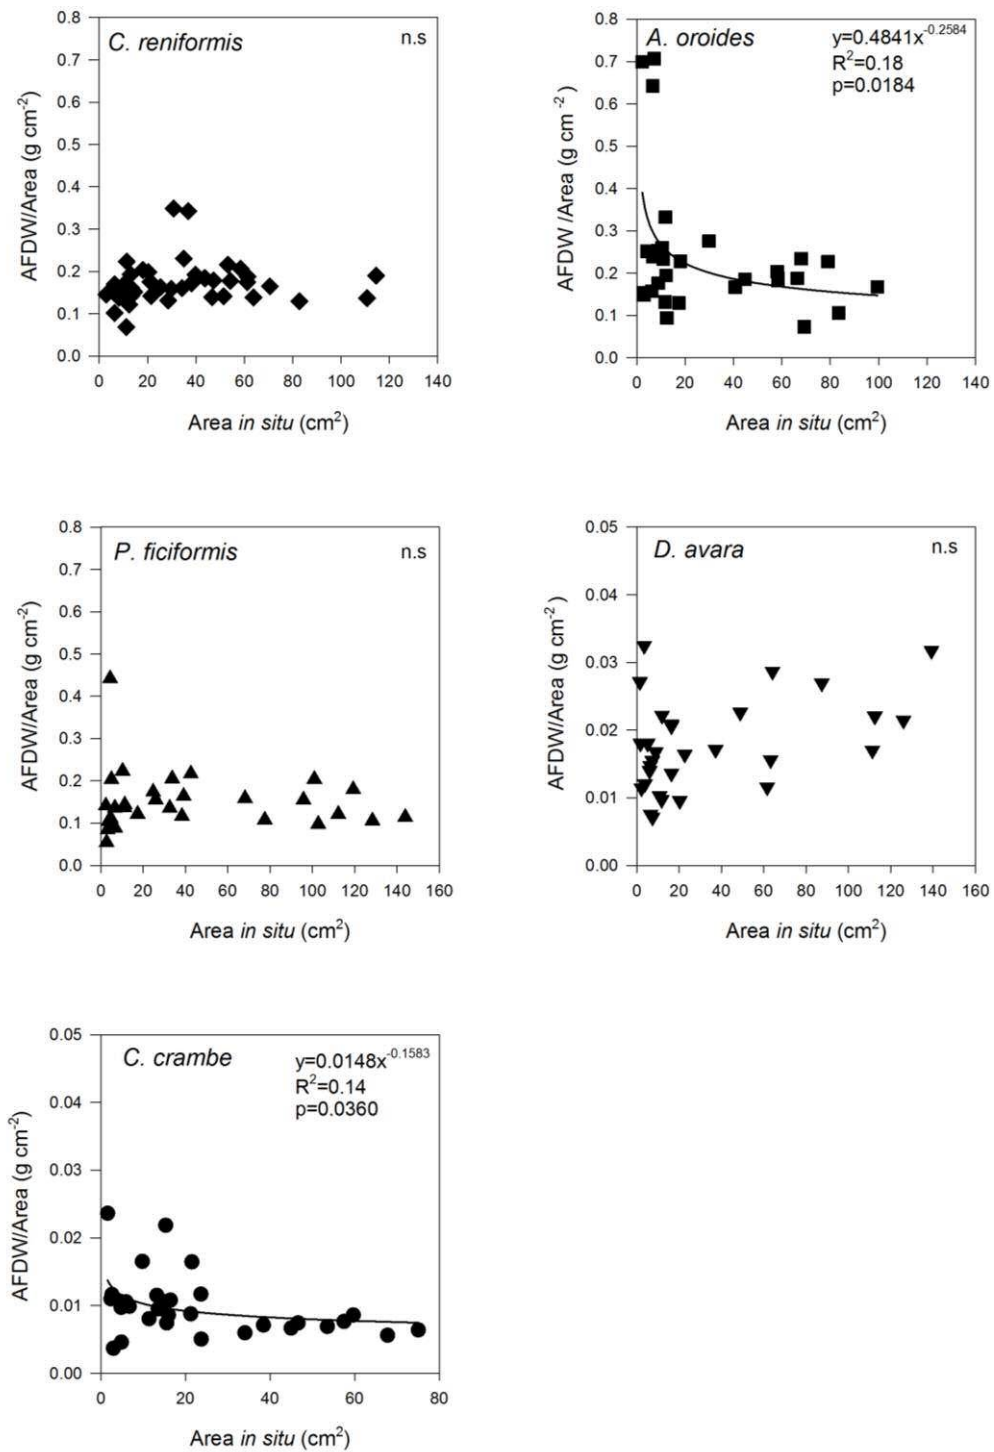 C. reniformis
n.s
AFDW/Area (g cm⁻²)
0.8
0.7
0.6
0.5
0.4
0.3
0.2
0.1
0.0
0 20 40 60 80 100 120 140
Area in situ (cm²)
A. oroides
y=0.4841x⁻⁰·²⁵⁸⁴
R²=0.18
p=0.0184
AFDW /Area (g cm⁻²)
0.8
0.7
0.6
0.5
0.4
0.3
0.2
0.1
0.0
0 20 40 60 80 100 120 140
Area in situ (cm²)
P. ficiformis
n.s
AFDW/Area (g cm⁻²)
0.8
0.7
0.6
0.5
0.4
0.3
0.2
0.1
0.0
0 20 40 60 80 100 120 140 160
Area in situ (cm²)
D. avara
n.s
AFDW/Area (g cm⁻²)
0.05
0.04
0.03
0.02
0.01
0.00
0 20 40 60 80 100 120 140 160
Area in situ (cm²)
C. crambe
y=0.0148x⁻⁰·¹⁵⁸³
R²=0.14
p=0.0360
AFDW/Area (g cm⁻²)
0.05
0.04
0.03
0.02
0.01
0.00
0 20 40 60 80
Area in situ (cm²)